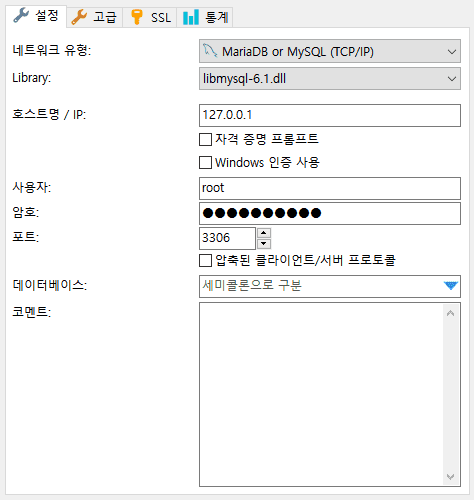 설정 고급 SSL 통계
네트워크 유형: MariaDB or MySQL (TCP/IP)
Library: libmysql-6.1.dll
호스트명 / IP: 127.0.0.1
자격 증명 프롬프트
Windows 인증 사용
사용자: root
암호: ●●●●●●●●●●
포트: 3306
압축된 클라이언트/서버 프로토콜
데이터베이스: 세미콜론으로 구분
코멘트: